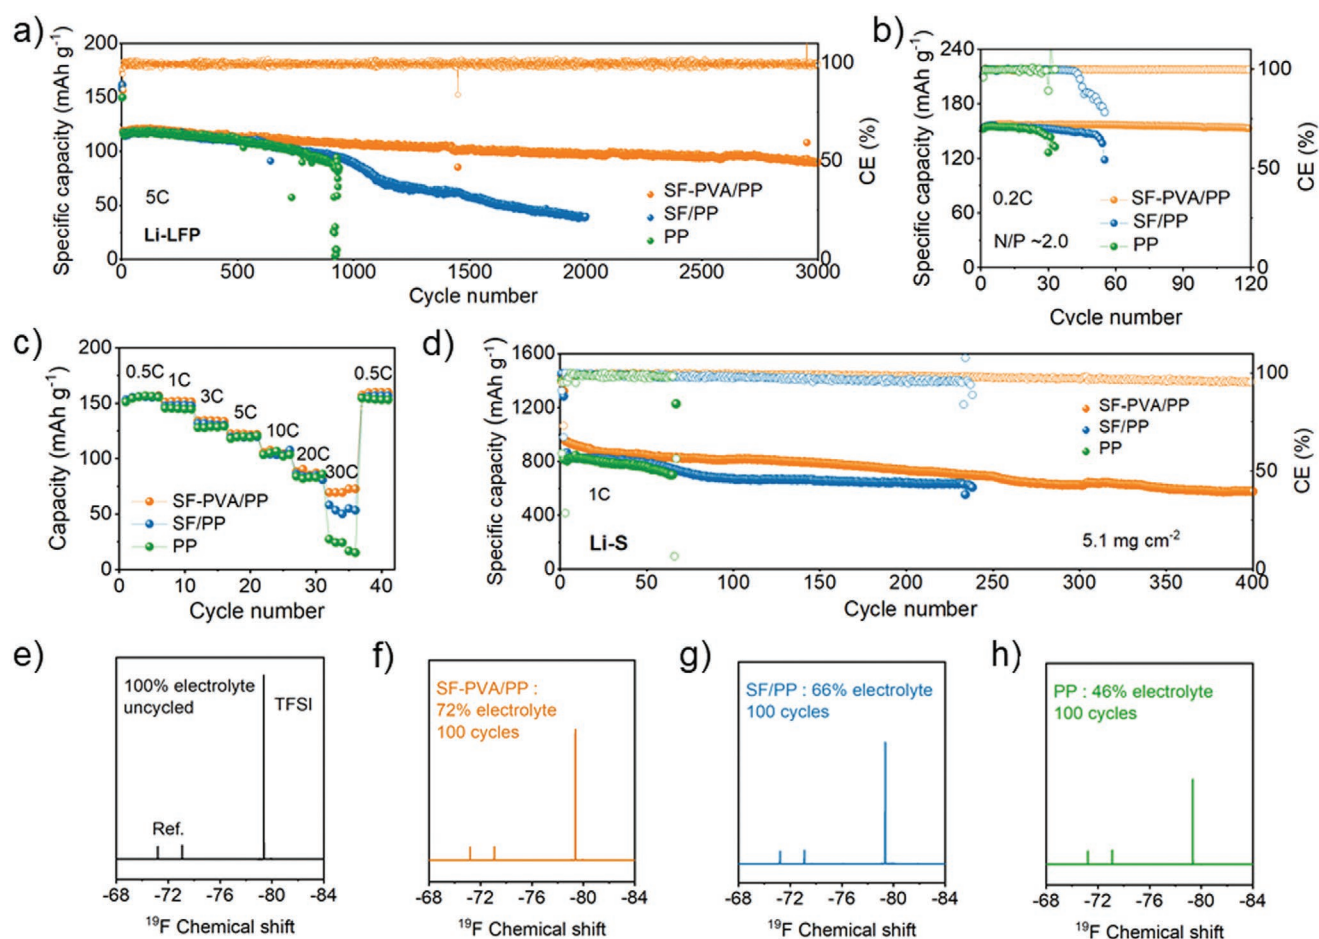 a)
200
150
100
50
0
Specific capacity (mAh g⁻¹)
5C
Li-LFP
SF-PVA/PP
SF/PP
PP
100
50
0
CE (%)
0 500 1000 1500 2000 2500 3000
Cycle number
b)
240
210
180
150
120
90
60
30
0
Specific capacity (mAh g⁻¹)
0.2C
N/P ~2.0
SF-PVA/PP
SF/PP
PP
100
50
0
CE (%)
0 30 60 90 120
Cycle number
c)
200
150
100
50
0
Capacity (mAh g⁻¹)
0.5C
1C
3C
5C
10C
20C
30C
0.5C
SF-PVA/PP
SF/PP
PP
0 10 20 30 40
Cycle number
d)
1600
1200
800
400
0
Specific capacity (mAh g⁻¹)
1C
Li-S
SF-PVA/PP
SF/PP
PP
5.1 mg cm⁻²
100
50
0
CE (%)
0 50 100 150 200 250 300 350 400
Cycle number
e)
100% electrolyte
uncycled
TFSI
Ref.
-68 -72 -76 -80 -84
¹⁹F Chemical shift
f)
SF-PVA/PP :
72% electrolyte
100 cycles
-68 -72 -76 -80 -84
¹⁹F Chemical shift
g)
SF/PP : 66% electrolyte
100 cycles
-68 -72 -76 -80 -84
¹⁹F Chemical shift
h)
PP : 46% electrolyte
100 cycles
-68 -72 -76 -80 -84
¹⁹F Chemical shift